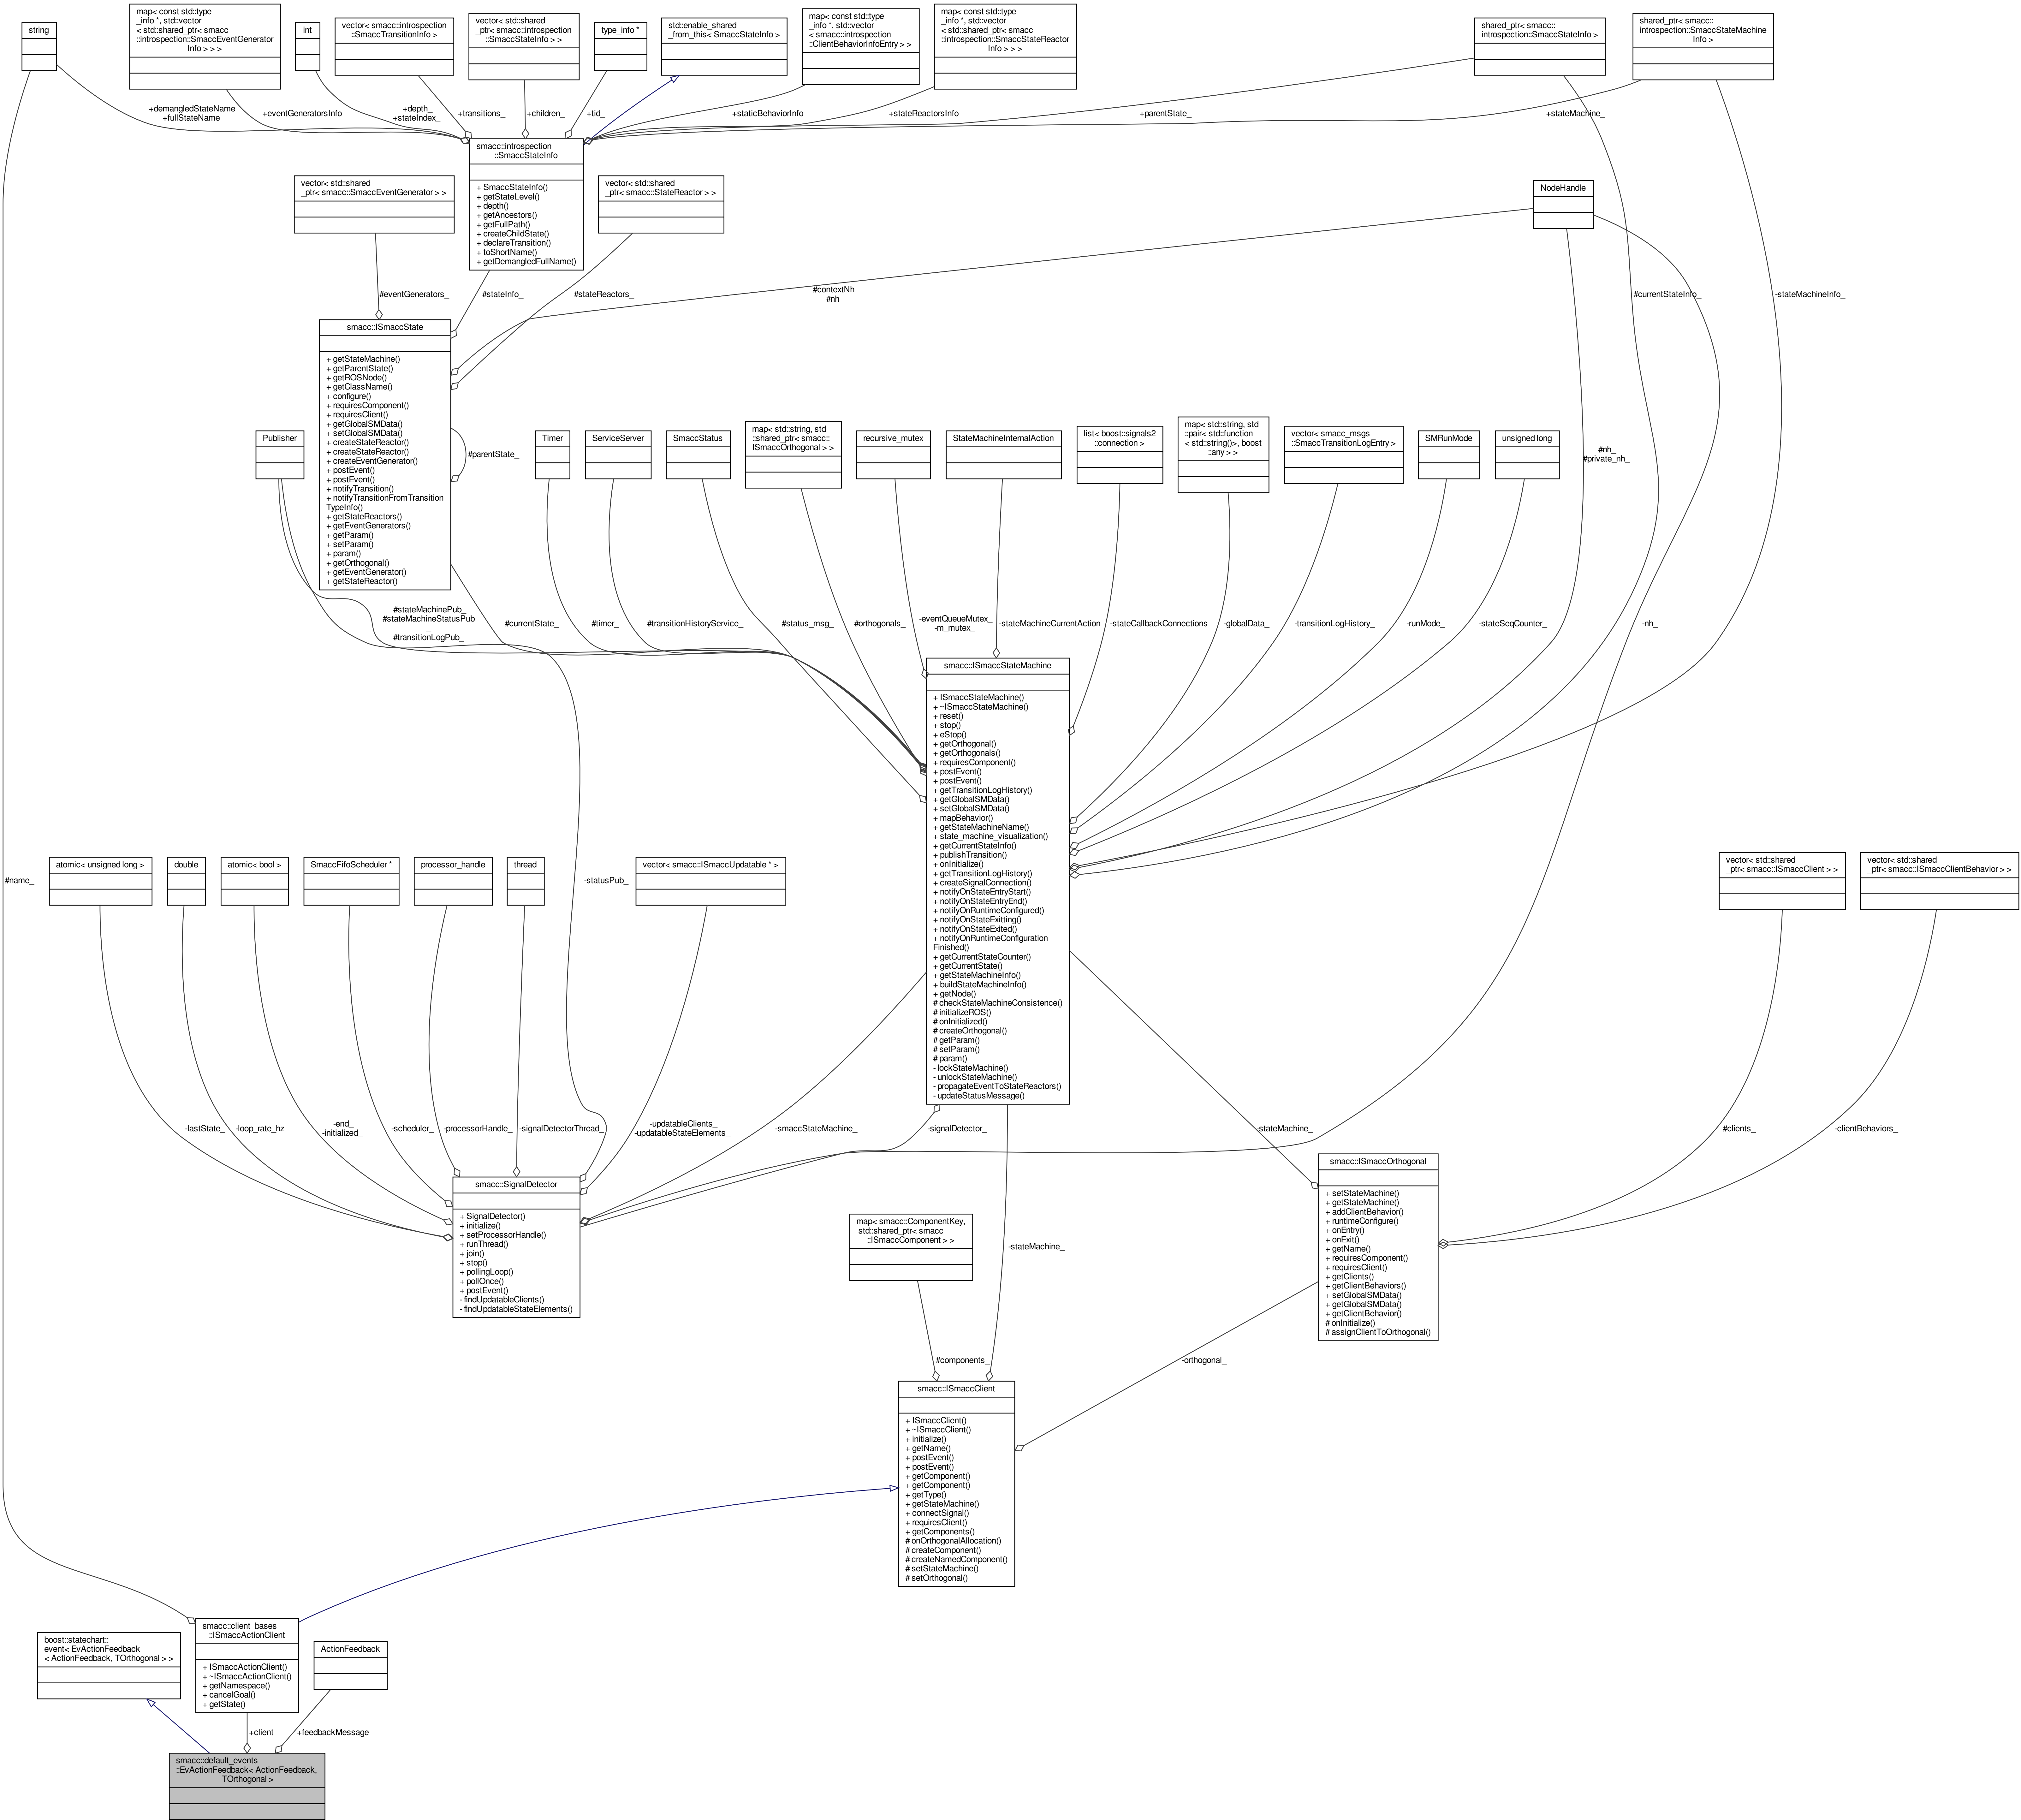 string
map< const std::type
_info *, std::vector
< std::shared_ptr< smacc
::introspection::SmaccEventGenerator
Info > > >
int
vector< smacc::introspection
::SmaccTransitionInfo >
vector< std::shared
_ptr< smacc::introspection
::SmaccStateInfo > >
type_info *
std::enable_shared
_from_this< SmaccStateInfo >
map< const std::type
_info *, std::vector
< smacc::introspection
::ClientBehaviorInfoEntry > >
map< const std::type
_info *, std::vector
< std::shared_ptr< smacc
::introspection::SmaccStateReactor
Info > > >
shared_ptr< smacc::
introspection::SmaccStateInfo >
shared_ptr< smacc::
introspection::SmaccStateMachine
Info >
+demangledStateName
+fullStateName
+eventGeneratorsInfo
+depth_
+stateIndex_
+transitions_
+children_
+tid_
+staticBehaviorInfo
+stateReactorsInfo
+parentState_
+stateMachine_
smacc::introspection
::SmaccStateInfo
+ SmaccStateInfo()
+ getStateLevel()
+ depth()
+ getAncestors()
+ getFullPath()
+ createChildState()
+ declareTransition()
+ toShortName()
+ getDemangledFullName()
vector< std::shared
_ptr< smacc::SmaccEventGenerator > >
vector< std::shared
_ptr< smacc::StateReactor > >
NodeHandle
#eventGenerators_
#stateInfo_
#stateReactors_
#contextNh
#nh
#currentStateInfo_
-stateMachineInfo_
smacc::ISmaccState
+ getStateMachine()
+ getParentState()
+ getROSNode()
+ getClassName()
+ configure()
+ requiresComponent()
+ requiresClient()
+ getGlobalSMData()
+ setGlobalSMData()
+ createStateReactor()
+ createStateReactor()
+ createEventGenerator()
+ postEvent()
+ postEvent()
+ notifyTransition()
+ notifyTransitionFromTransition
TypeInfo()
+ getStateReactors()
+ getEventGenerators()
+ getParam()
+ setParam()
+ param()
+ getOrthogonal()
+ getEventGenerator()
+ getStateReactor()
#parentState_
Publisher
Timer
ServiceServer
SmaccStatus
map< std::string, std
::shared_ptr< smacc::
ISmaccOrthogonal > >
recursive_mutex
StateMachineInternalAction
list< boost::signals2
::connection >
map< std::string, std
::pair< std::function
< std::string()>, boost
::any > >
vector< smacc_msgs
::SmaccTransitionLogEntry >
SMRunMode
unsigned long
#nh_
#private_nh_
#stateMachinePub_
#stateMachineStatusPub
_
#transitionLogPub_
#currentState_
#timer_
#transitionHistoryService_
#status_msg_
#orthogonals_
-eventQueueMutex_
-m_mutex_
-stateMachineCurrentAction
-stateCallbackConnections
-globalData_
-transitionLogHistory_
-runMode_
-stateSeqCounter_
-nh_
smacc::ISmaccStateMachine
+ ISmaccStateMachine()
+ ~ISmaccStateMachine()
+ reset()
+ stop()
+ eStop()
+ getOrthogonal()
+ getOrthogonals()
+ requiresComponent()
+ postEvent()
+ postEvent()
+ getTransitionLogHistory()
+ getGlobalSMData()
+ setGlobalSMData()
+ mapBehavior()
+ getStateMachineName()
+ state_machine_visualization()
+ getCurrentStateInfo()
+ publishTransition()
+ onInitialize()
+ getTransitionLogHistory()
+ createSignalConnection()
+ notifyOnStateEntryStart()
+ notifyOnStateEntryEnd()
+ notifyOnRuntimeConfigured()
+ notifyOnStateExitting()
+ notifyOnStateExited()
+ notifyOnRuntimeConfiguration
Finished()
+ getCurrentStateCounter()
+ getCurrentState()
+ getStateMachineInfo()
+ buildStateMachineInfo()
+ getNode()
# checkStateMachineConsistence()
# initializeROS()
# onInitialized()
# createOrthogonal()
# getParam()
# setParam()
# param()
- lockStateMachine()
- unlockStateMachine()
- propagateEventToStateReactors()
- updateStatusMessage()
atomic< unsigned long >
double
atomic< bool >
SmaccFifoScheduler *
processor_handle
thread
vector< smacc::ISmaccUpdatable * >
vector< std::shared
_ptr< smacc::ISmaccClient > >
vector< std::shared
_ptr< smacc::ISmaccClientBehavior > >
#name_
-statusPub_
-lastState_
-loop_rate_hz
-end_
-initialized_
-scheduler_
-processorHandle_
-signalDetectorThread_
-updatableClients_
-updatableStateElements_
-smaccStateMachine_
-signalDetector_
-stateMachine_
#clients_
-clientBehaviors_
smacc::SignalDetector
+ SignalDetector()
+ initialize()
+ setProcessorHandle()
+ runThread()
+ join()
+ stop()
+ pollingLoop()
+ pollOnce()
+ postEvent()
- findUpdatableClients()
- findUpdatableStateElements()
smacc::ISmaccOrthogonal
+ setStateMachine()
+ getStateMachine()
+ addClientBehavior()
+ runtimeConfigure()
+ onEntry()
+ onExit()
+ getName()
+ requiresComponent()
+ requiresClient()
+ getClients()
+ getClientBehaviors()
+ setGlobalSMData()
+ getGlobalSMData()
+ getClientBehavior()
# onInitialize()
# assignClientToOrthogonal()
map< smacc::ComponentKey,
std::shared_ptr< smacc
::ISmaccComponent > >
-stateMachine_
#components_
-orthogonal_
smacc::ISmaccClient
+ ISmaccClient()
+ ~ISmaccClient()
+ initialize()
+ getName()
+ postEvent()
+ postEvent()
+ getComponent()
+ getComponent()
+ getType()
+ getStateMachine()
+ connectSignal()
+ requiresClient()
+ getComponents()
# onOrthogonalAllocation()
# createComponent()
# createNamedComponent()
# setStateMachine()
# setOrthogonal()
boost::statechart::
event< EvActionFeedback
< ActionFeedback, TOrthogonal > >
smacc::client_bases
::ISmaccActionClient
+ ISmaccActionClient()
+ ~ISmaccActionClient()
+ getNamespace()
+ cancelGoal()
+ getState()
ActionFeedback
+client
+feedbackMessage
smacc::default_events
::EvActionFeedback< ActionFeedback,
TOrthogonal >